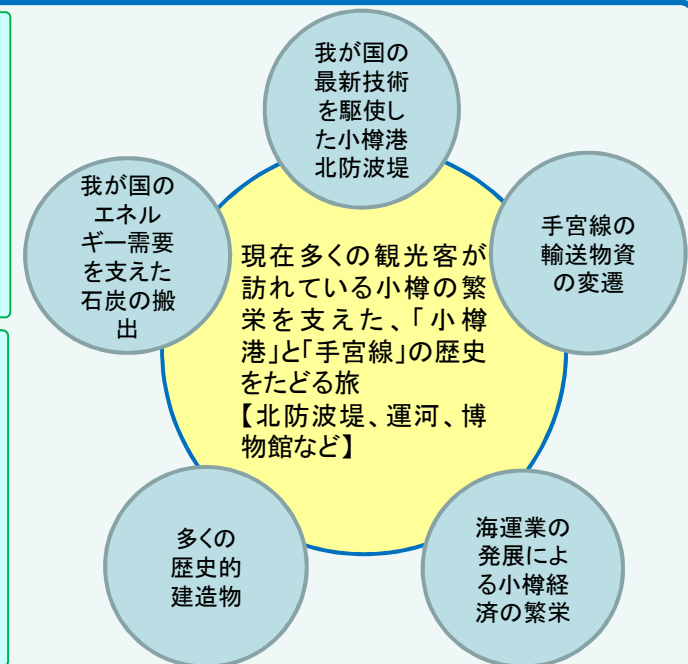 我が国の
最新技術
を駆使し
た小樽港
北防波堤
我が国の
エネル
ギー需要
を支えた
石炭の搬
出
手宮線の
輸送物資
の変遷
現在多くの観光客が
訪れている小樽の繁
栄を支えた、「小樽
港」と「手宮線」の歴史
をたどる旅
【北防波堤、運河、博
物館など】
多くの
歴史的
建造物
海運業の
発展によ
る小樽経
済の繁栄